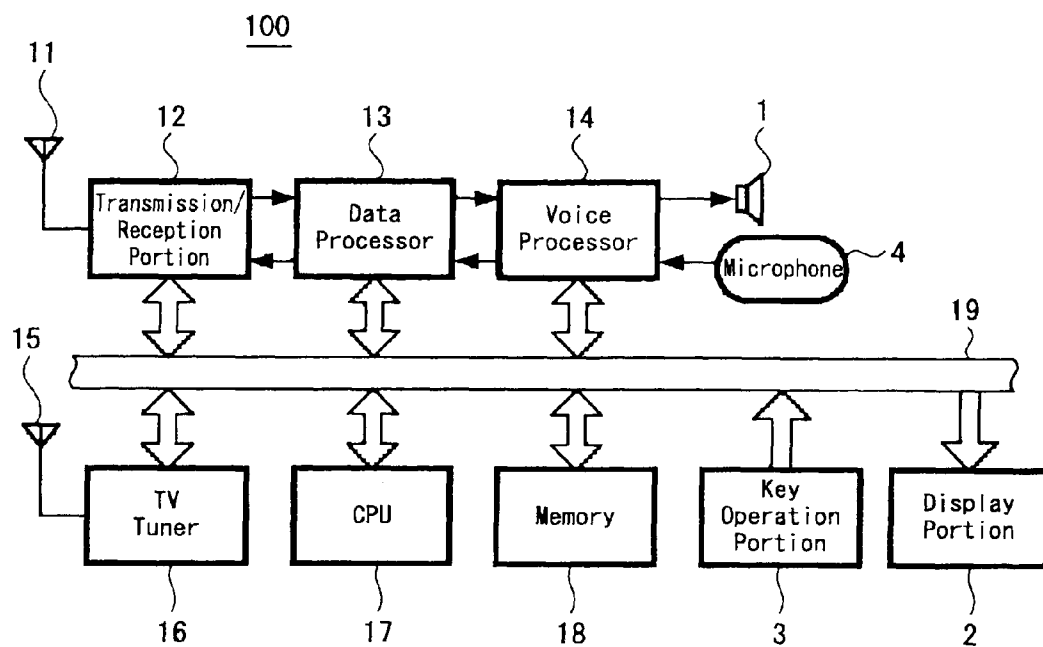 100
11
12
13
14
1
Transmission/
Reception
Portion
Data
Processor
Voice
Processor
Microphone
4
19
15
TV
Tuner
CPU
Memory
Key
Operation
Portion
Display
Portion
16
17
18
3
2